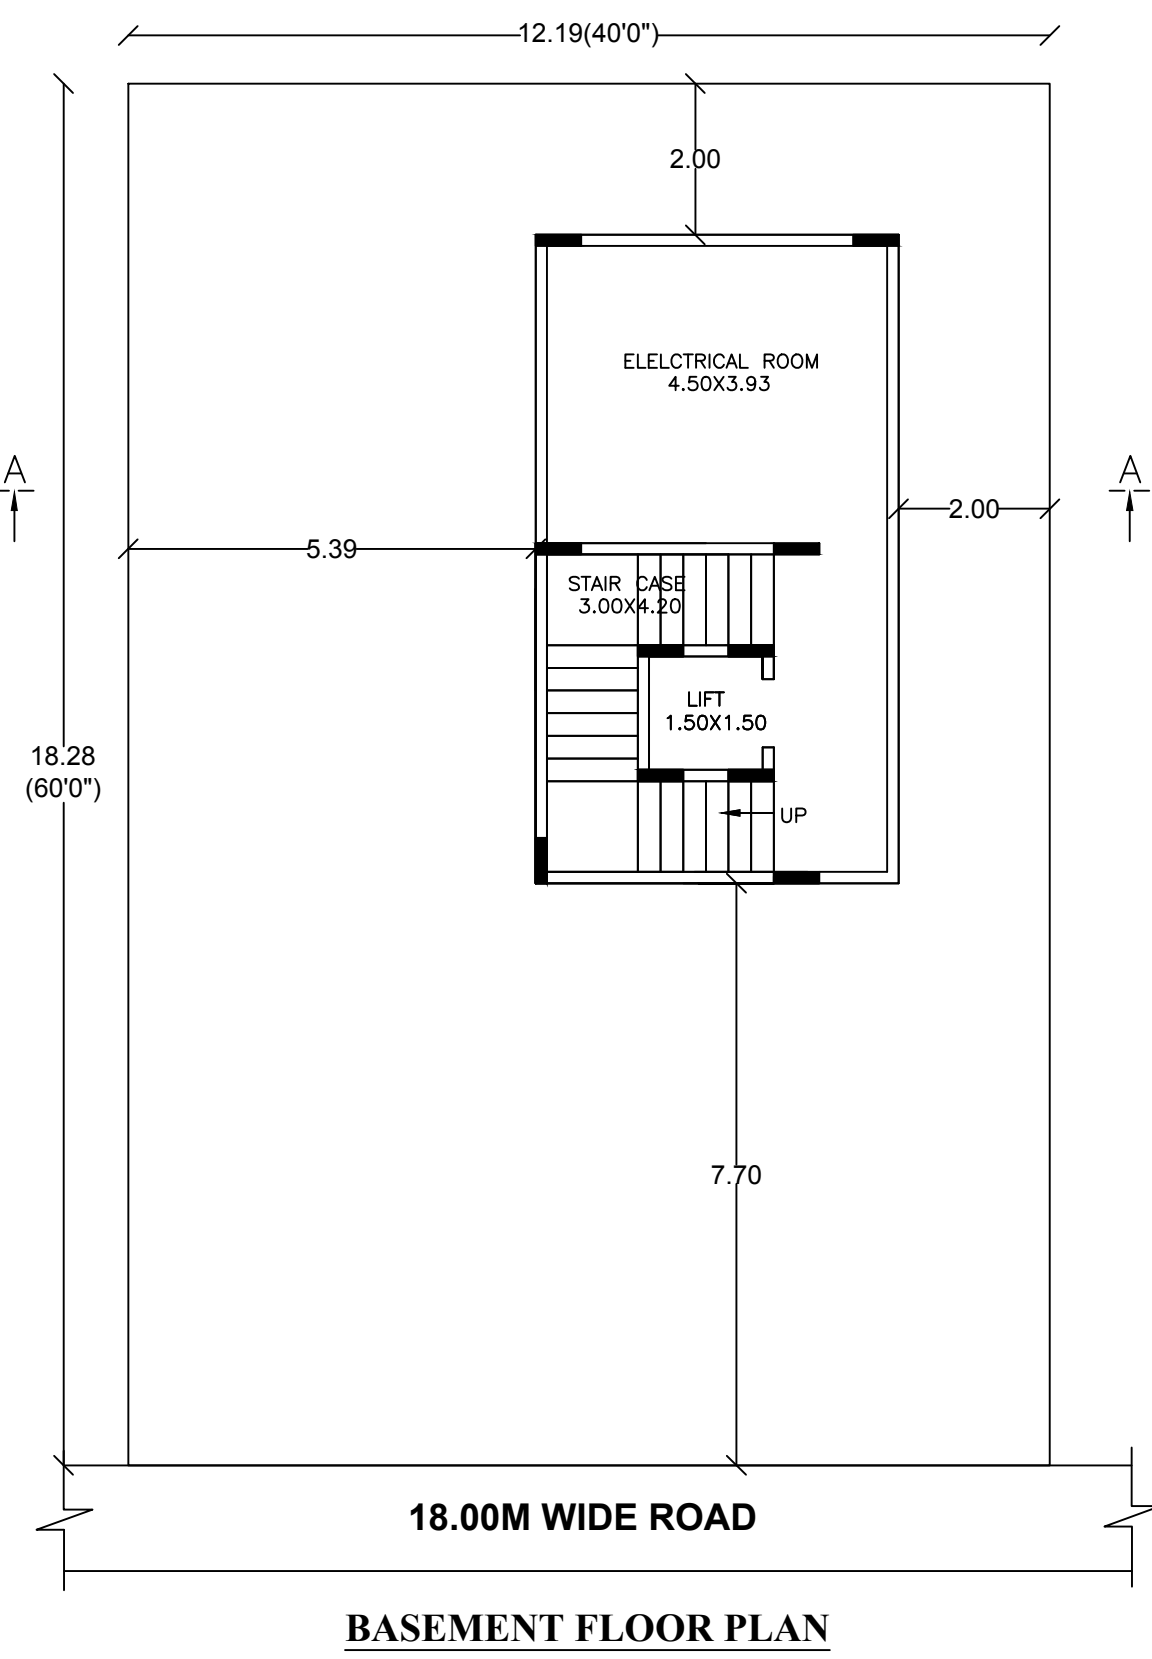 12.19(40'0")
2.00
ELELCTRICAL ROOM
4.50X3.93
A
A
2.00
5.39
STAIR CASE
3.00X4.20
LIFT
1.50X1.50
18.28
(60'0")
UP
7.70
18.00M WIDE ROAD
BASEMENT FLOOR PLAN